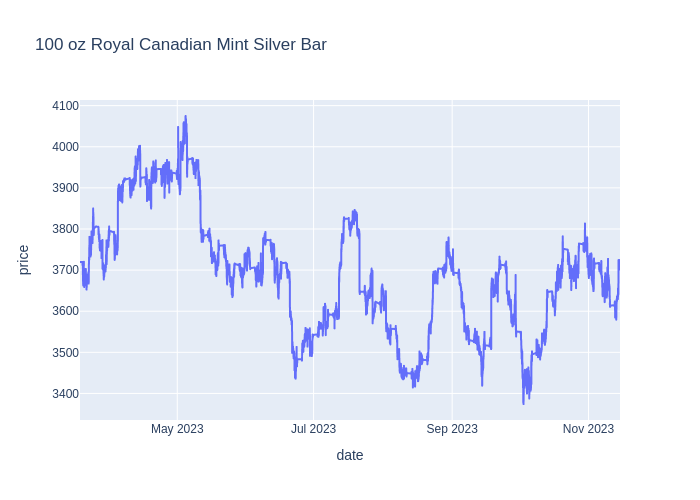 100 oz Royal Canadian Mint Silver Bar
4100
4000
3900
3800
3700
3600
3500
3400
price
May 2023
Jul 2023
Sep 2023
Nov 2023
date